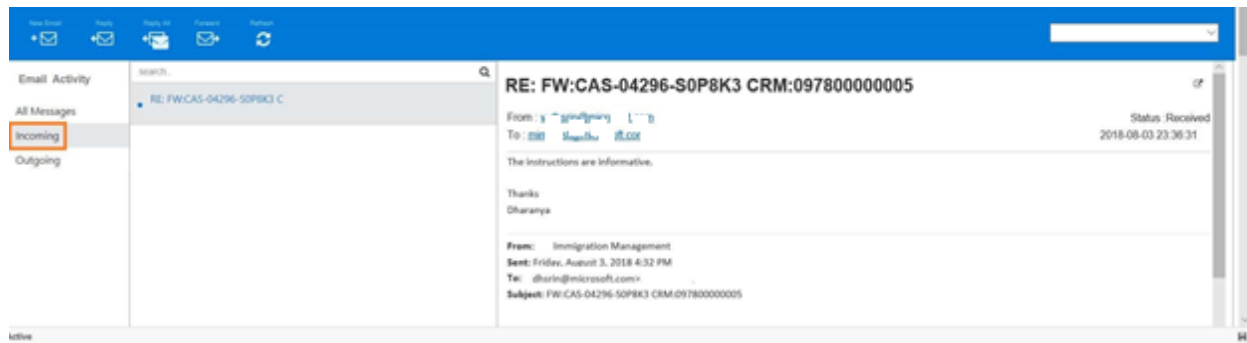 New Email Reply Reply All Forward Refresh
Email Activity
All Messages
Incoming
Outgoing
search..
RE: FW:CAS-04296-S0P8K3 C
RE: FW:CAS-04296-S0P8K3 CRM:097800000005
From :
To :
Status :Received
2018-08-03 23:36:31
The instructions are informative.
Thanks
Dharanya
From: Immigration Management
Sent: Friday, August 3, 2018 4:32 PM
To: dhsrin@microsoft.com>
Subject: FW:CAS-04296-S0P8K3 CRM:097800000005
Active